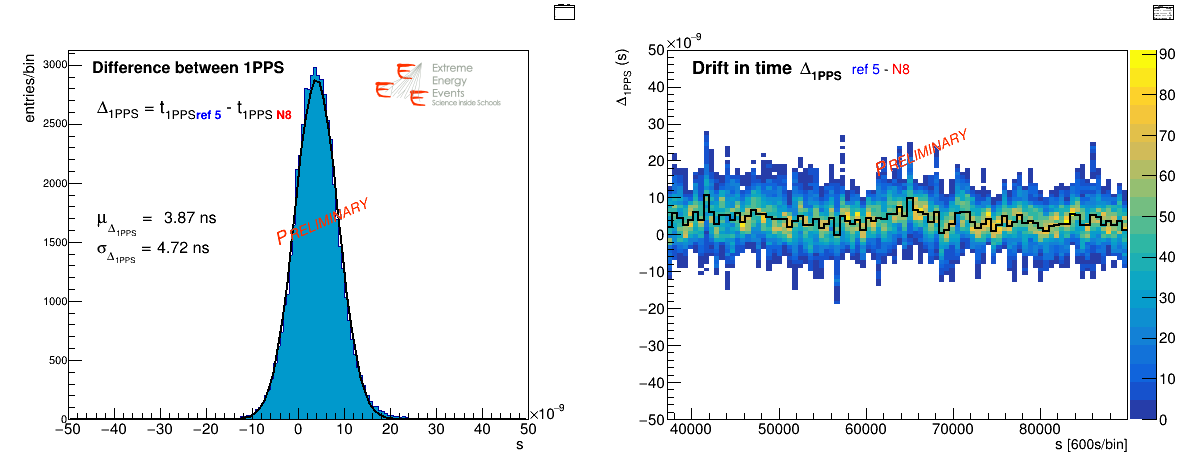 Difference between 1PPS
Δ1PPS = t1PPSref 5 - t1PPS N8
Extreme
Energy
Events
Science Inside Schools
EEE
μΔ1PPS = 3.87 ns
σΔ1PPS = 4.72 ns
PRELIMINARY
entries/bin
3000
2500
2000
1500
1000
500
0
−50 −40 −30 −20 −10 0 10 20 30 40 50
×10−9
s
Drift in time Δ1PPS ref 5 - N8
PRELIMINARY
×10−9
Δ1PPS (s)
50
40
30
20
10
0
−10
−20
−30
−40
−50
40000 50000 60000 70000 80000
s [600s/bin]
90
80
70
60
50
40
30
20
10
0